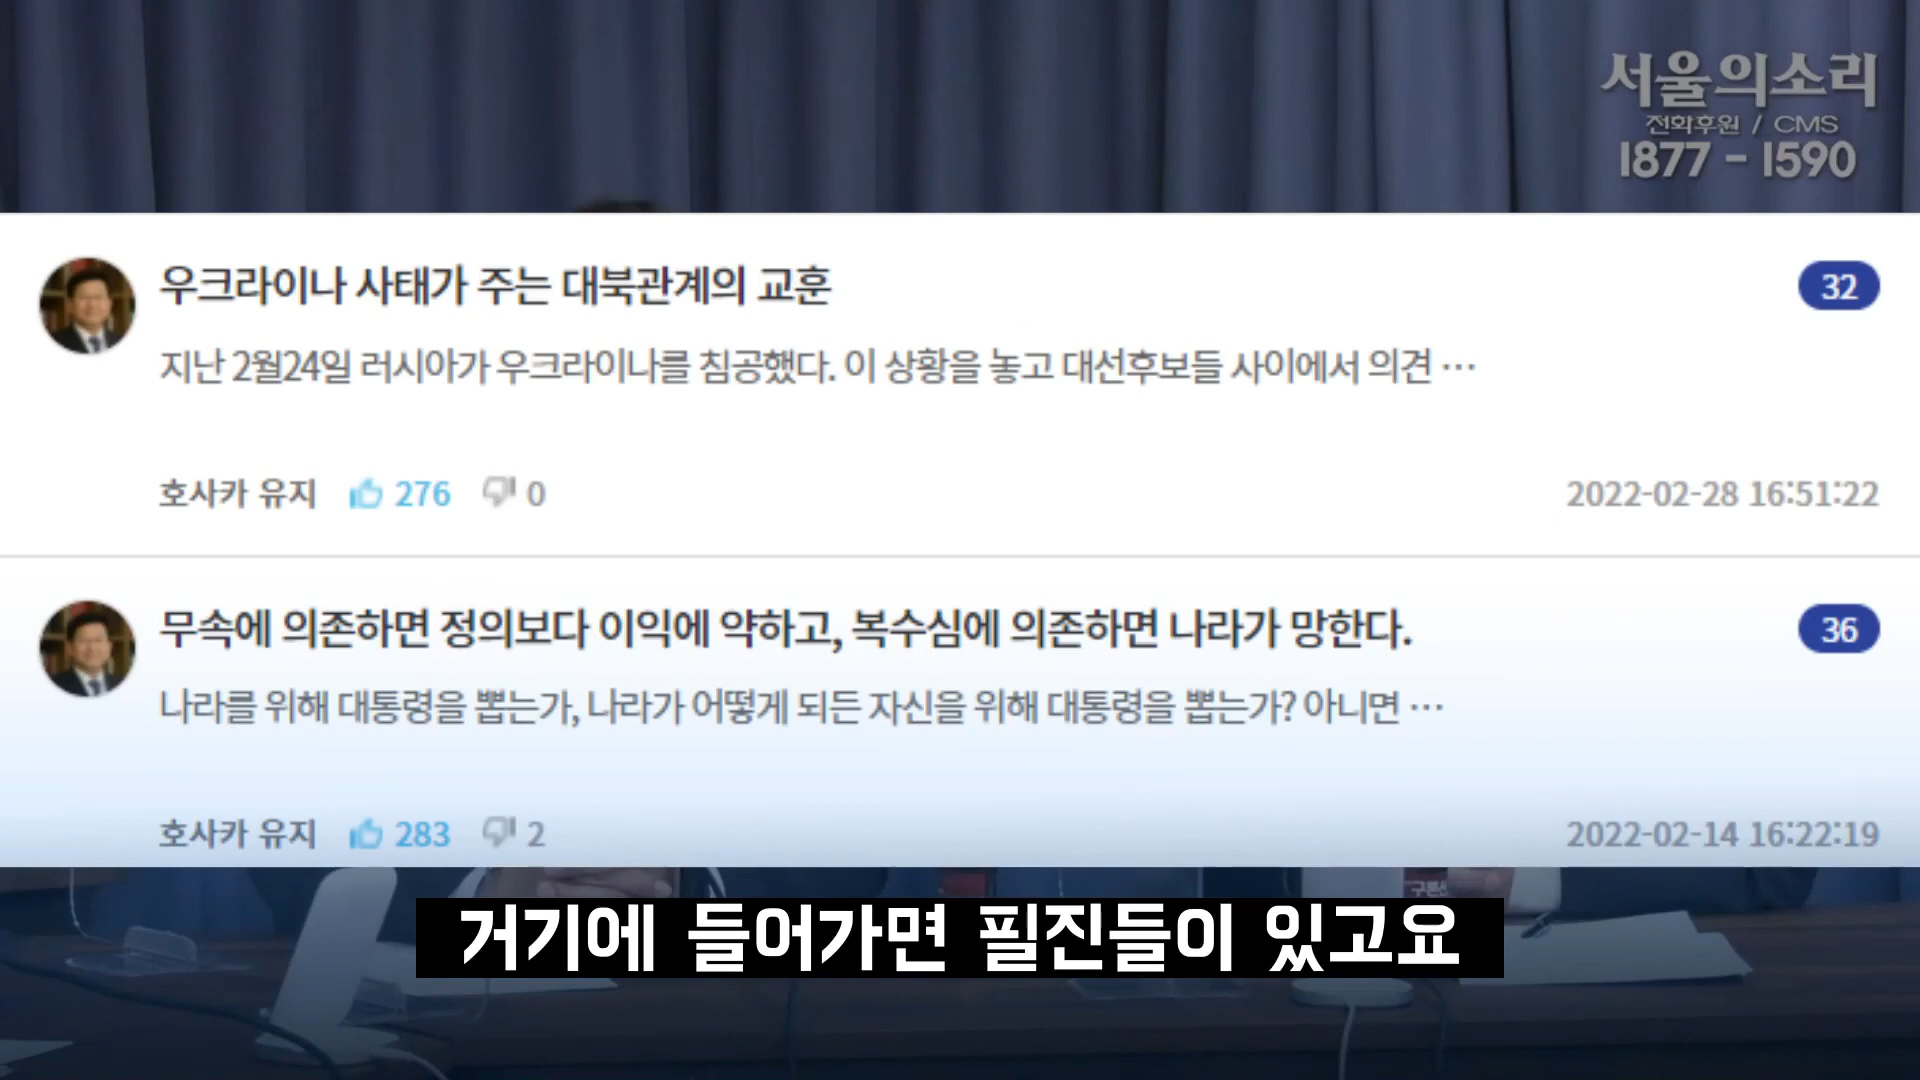 서울의소리
전화후원 / CMS
1877-1590
우크라이나 사태가 주는 대북관계의 교훈
32
지난 2월24일 러시아가 우크라이나를 침공했다. 이 상황을 놓고 대선후보들 사이에서 의견 …
호사카 유지 276 0
2022-02-28 16:51:22
무속에 의존하면 정의보다 이익에 약하고, 복수심에 의존하면 나라가 망한다.
36
나라를 위해 대통령을 뽑는가, 나라가 어떻게 되든 자신을 위해 대통령을 뽑는가? 아니면 …
호사카 유지 283 2
2022-02-14 16:22:19
거기에 들어가면 필진들이 있고요